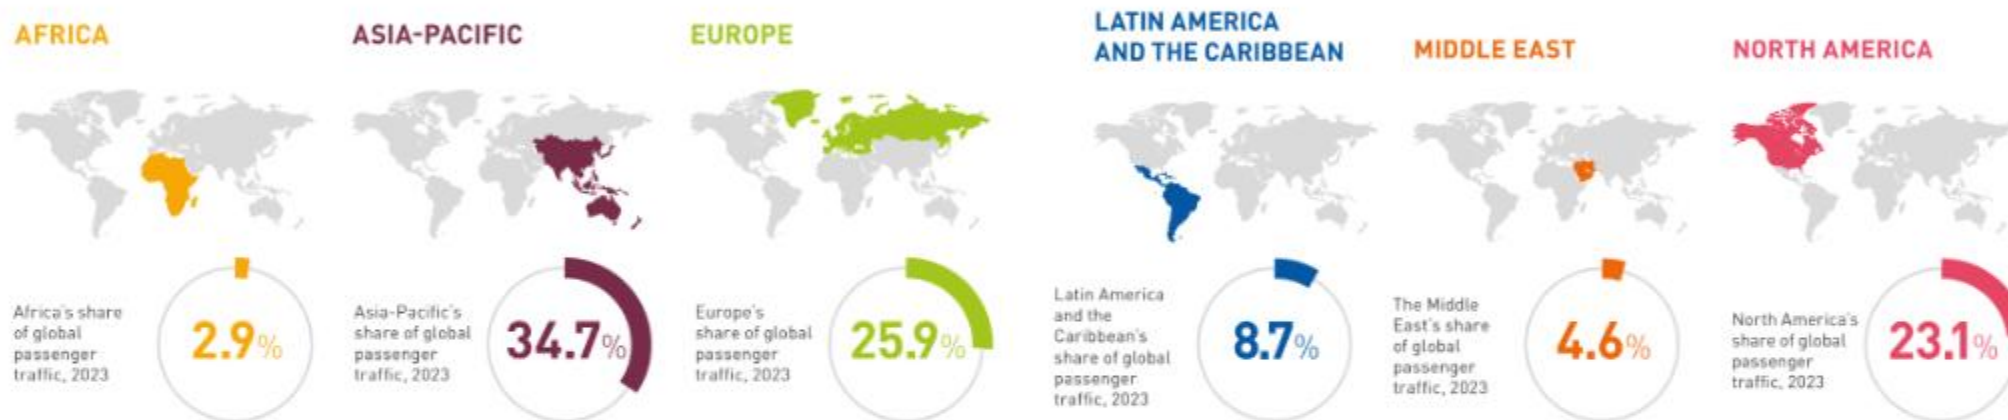 AFRICA
Africa's share
of global
passenger
traffic, 2023
2.9%
ASIA-PACIFIC
Asia-Pacific's
share of global
passenger
traffic, 2023
34.7%
EUROPE
Europe's
share of global
passenger
traffic, 2023
25.9%
LATIN AMERICA
AND THE CARIBBEAN
Latin America
and the
Caribbean's
share of global
passenger
traffic, 2023
8.7%
MIDDLE EAST
The Middle
East's share
of global
passenger
traffic, 2023
4.6%
NORTH AMERICA
North America's
share of global
passenger
traffic, 2023
23.1%